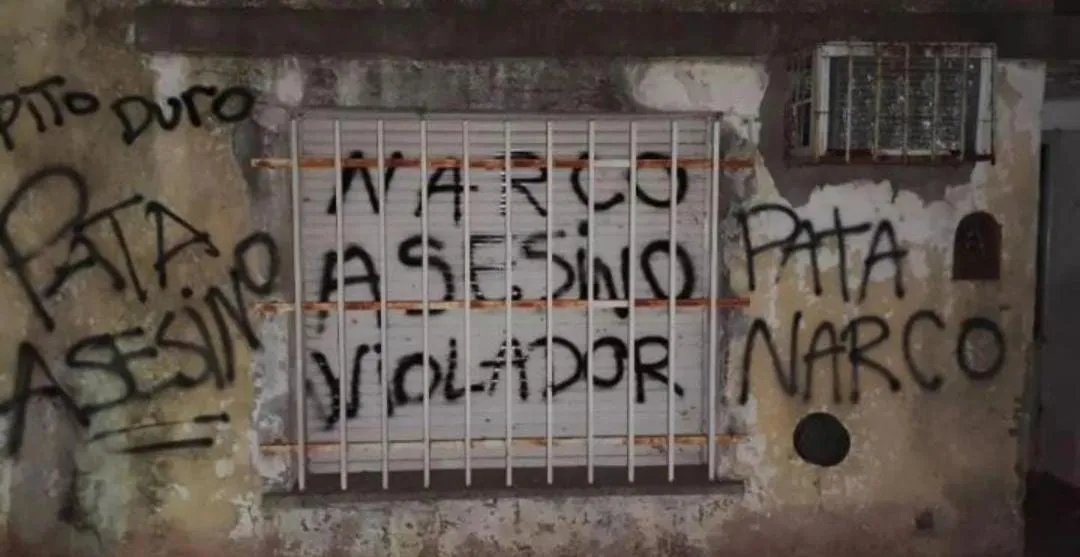 PITO DURO
PATA
ASESiNO
NARCO
ASESiNO
ViOLADOR
PATA
NARCO
A